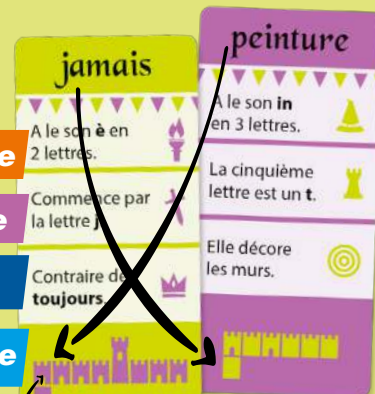 jamais
A le son è en
2 lettres.
Commence par
la lettre j
Contraire de
toujours.
peinture
A le son in
en 3 lettres.
La cinquième
lettre est un t.
Elle décore
les murs.
e
e
e